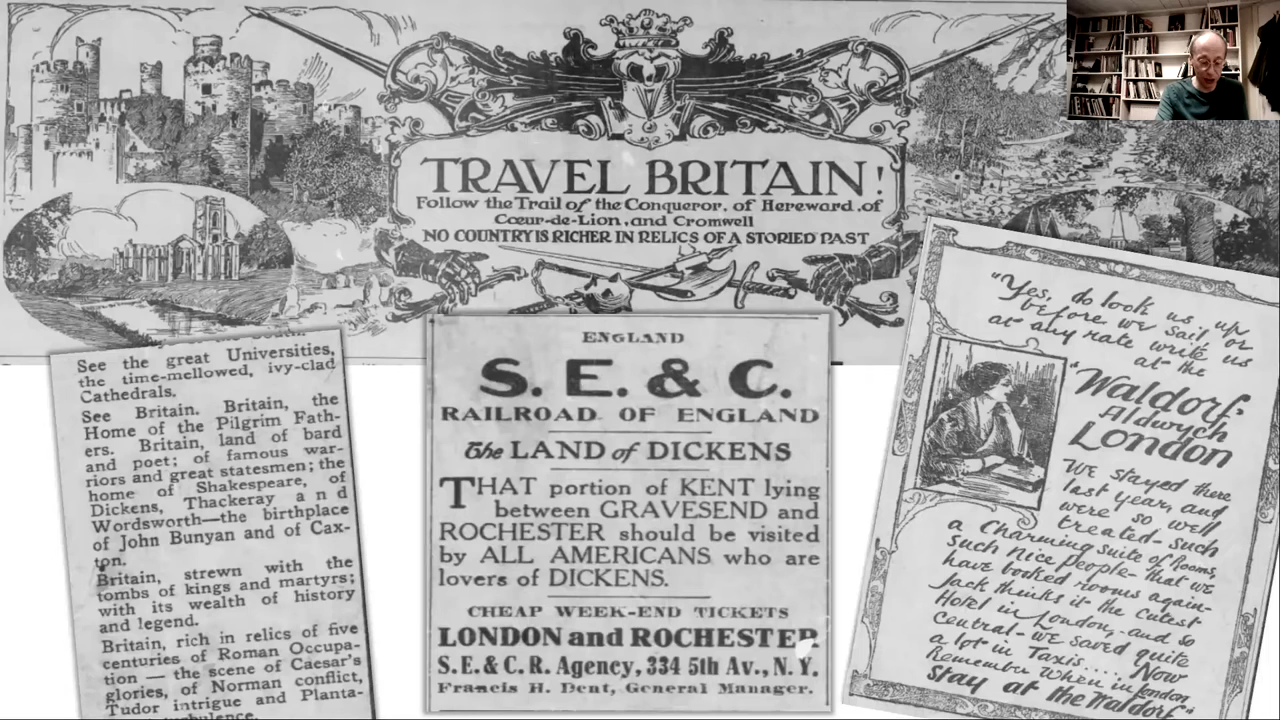 TRAVEL BRITAIN!
Follow the Trail of the Conqueror, of Hereward, of
Cœur-de-Lion, and Cromwell
NO COUNTRY IS RICHER IN RELICS OF A STORIED PAST
See the great Universities,
the time-mellowed, ivy-clad
Cathedrals.
See Britain. Britain, the
Home of the Pilgrim Fath-
ers. Britain, land of bard
and poet; of famous war-
riors and great statesmen; the
home of Shakespeare, of
Dickens, Thackeray and
Wordsworth—the birthplace
of John Bunyan and of Cax-
ton.
Britain, strewn with the
tombs of kings and martyrs;
with its wealth of history
and legend.
Britain, rich in relics of five
centuries of Roman Occupa-
tion — the scene of Caesar's
glories, of Norman conflict,
Tudor intrigue and Planta-
ENGLAND
S. E. & C.
RAILROAD OF ENGLAND
The LAND of DICKENS
THAT portion of KENT lying
between GRAVESEND and
ROCHESTER should be visited
by ALL AMERICANS who are
lovers of DICKENS.
CHEAP WEEK-END TICKETS
LONDON and ROCHESTER
S. E. & C. R. Agency, 334 5th Av., N. Y.
Francis H. Dent, General Manager.
"Yes, do look us up
before we sail or
at any rate write us
at the
"Waldorf"
Aldwych
London
We stayed there
last year, and
were so well
treated - such
a charming suite of Rooms,
such nice people - that we
have booked rooms again -
Jack thinks it the cutest
Hotel in London, - and so
central - we saved quite
a lot in Taxis..... Now
Remember when in London
stay at the Waldorf"